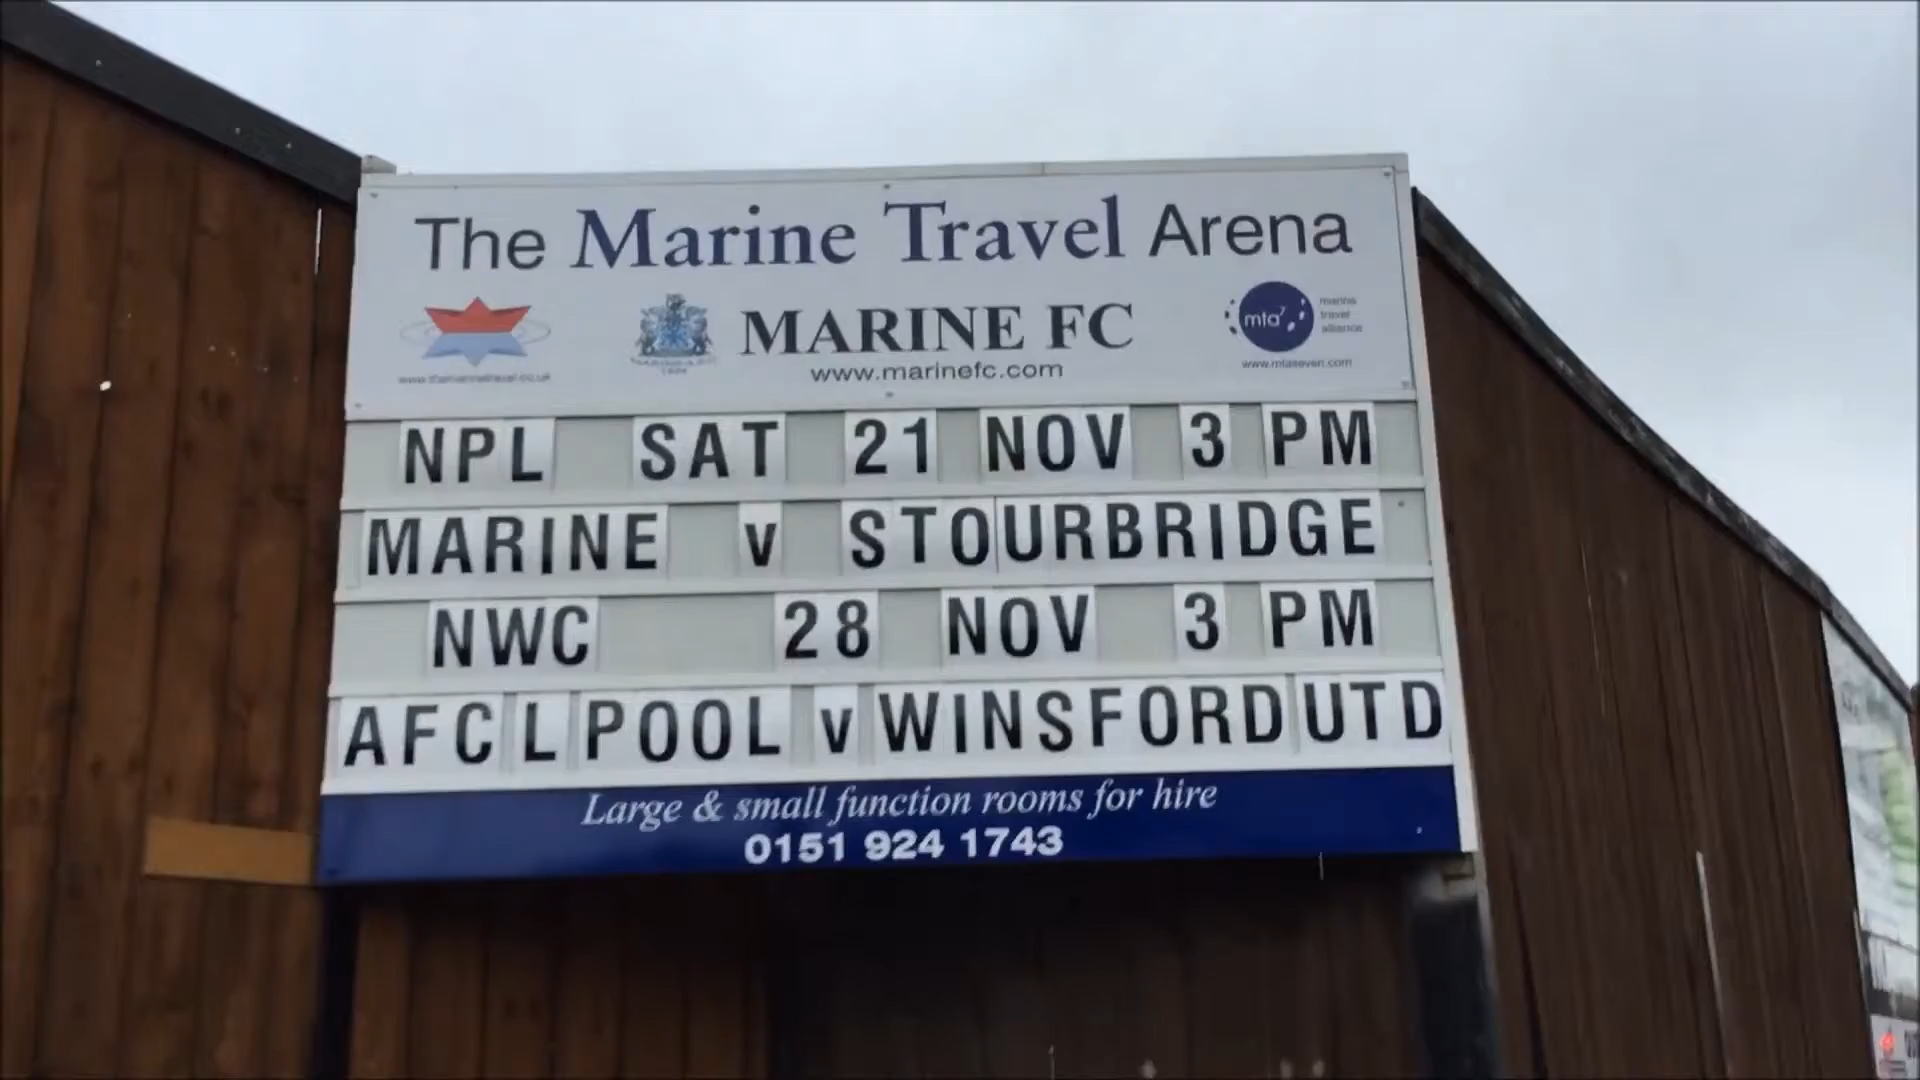 The Marine Travel Arena
MARINE FC
www.marinefc.com
mta7
marine
travel
alliance
www.mtaseven.com
NPL SAT 21 NOV 3 PM
MARINE v STOURBRIDGE
NWC 28 NOV 3 PM
AFC LPOOL v WINSFORD UTD
Large & small function rooms for hire
0151 924 1743